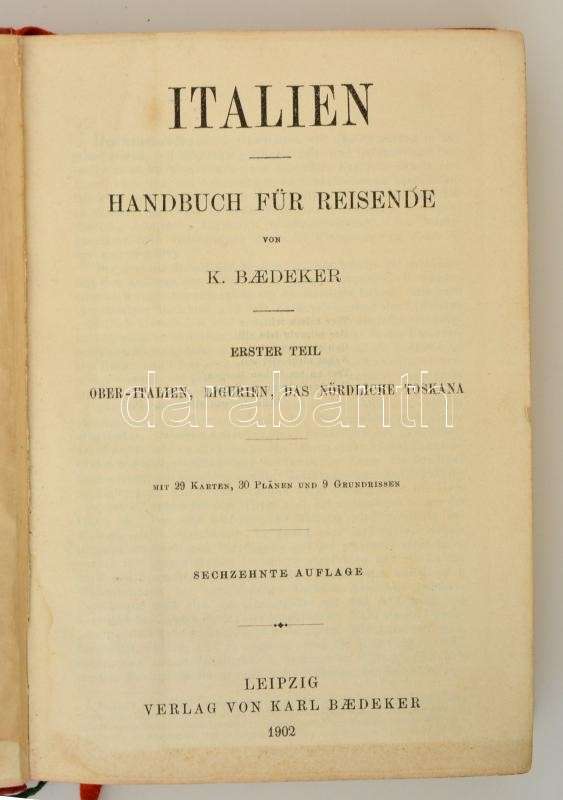 ITALIEN
HANDBUCH FÜR REISENDE
VON
K. BÆDEKER
ERSTER TEIL
OBER-ITALIEN, LIGURIEN, DAS NÖRDLICHE TOSKANA
darabanth
MIT 29 KARTEN, 30 PLÄNEN UND 9 GRUNDRISSEN
SECHZEHNTE AUFLAGE
LEIPZIG
VERLAG VON KARL BÆDEKER
1902